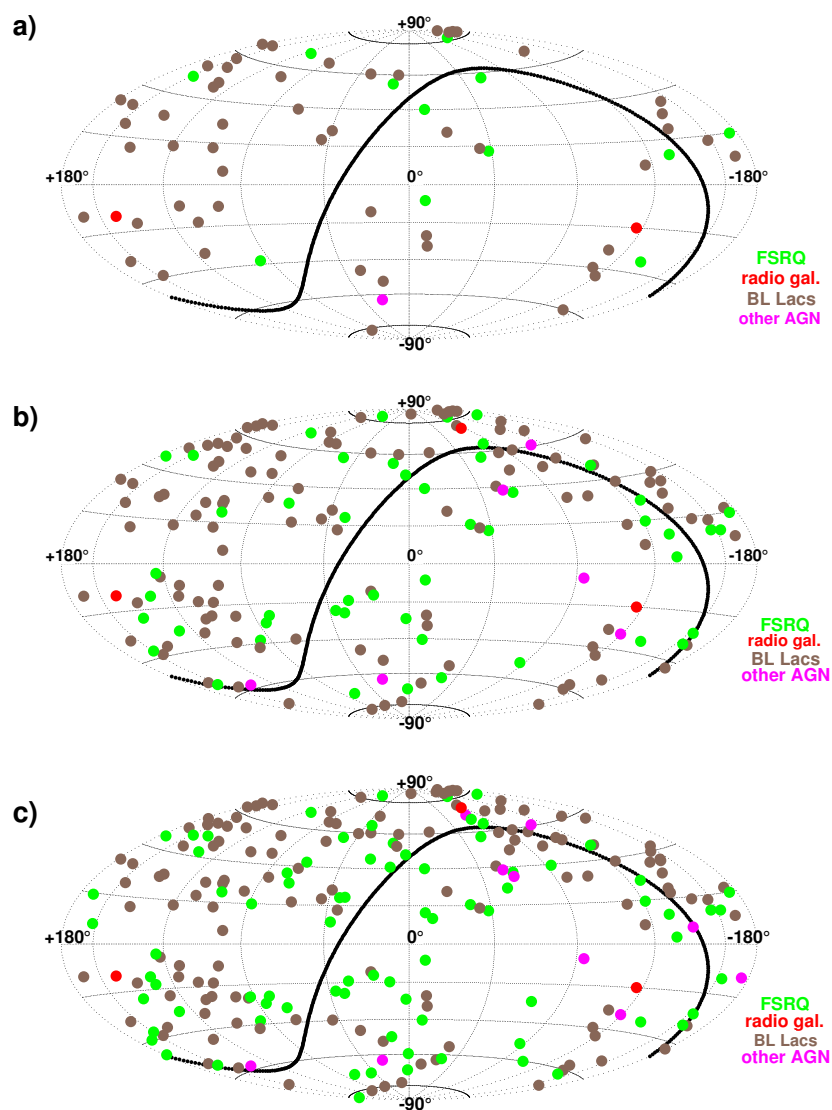 a)
+90°
+180°
0°
-180°
-90°
FSRQ
radio gal.
BL Lacs
other AGN
b)
+90°
+180°
0°
-180°
-90°
FSRQ
radio gal.
BL Lacs
other AGN
c)
+90°
+180°
0°
-180°
-90°
FSRQ
radio gal.
BL Lacs
other AGN